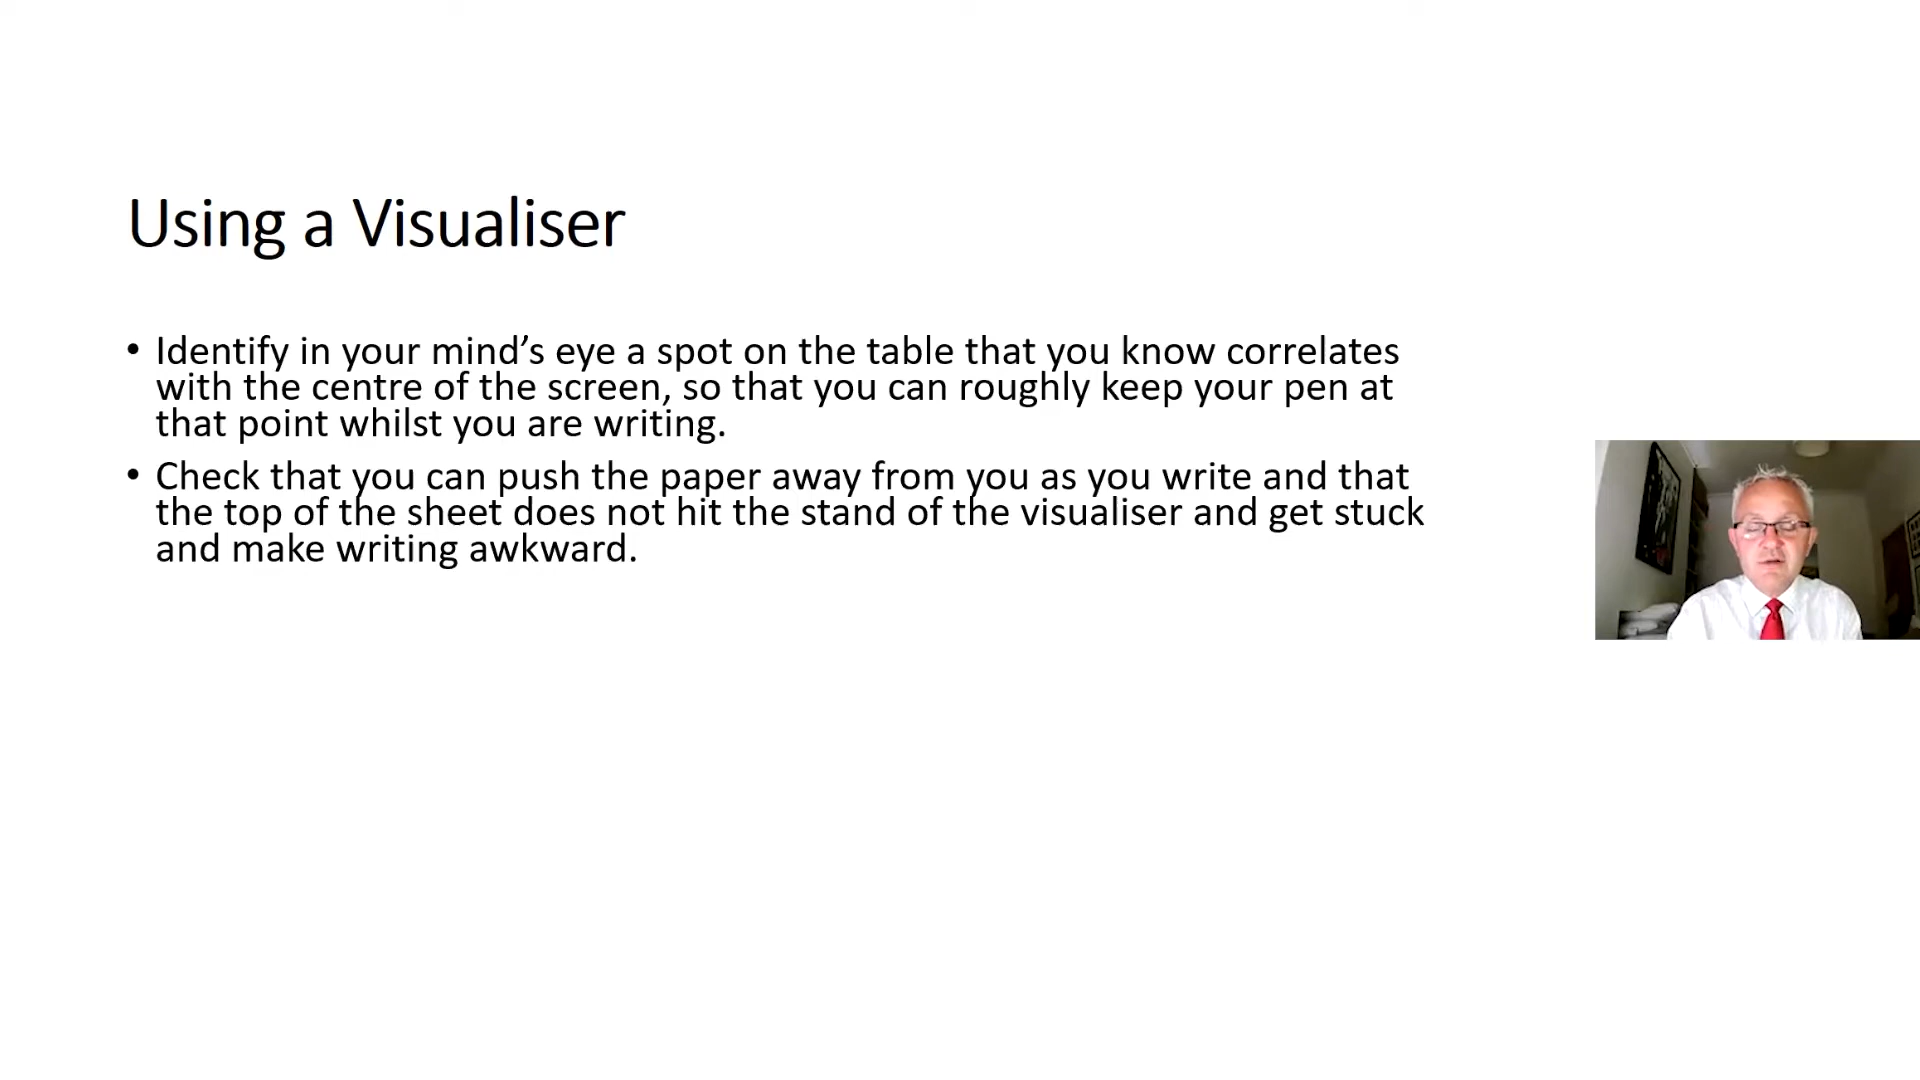 Using a Visualiser
• Identify in your mind’s eye a spot on the table that you know correlates
with the centre of the screen, so that you can roughly keep your pen at
that point whilst you are writing.
• Check that you can push the paper away from you as you write and that
the top of the sheet does not hit the stand of the visualiser and get stuck
and make writing awkward.